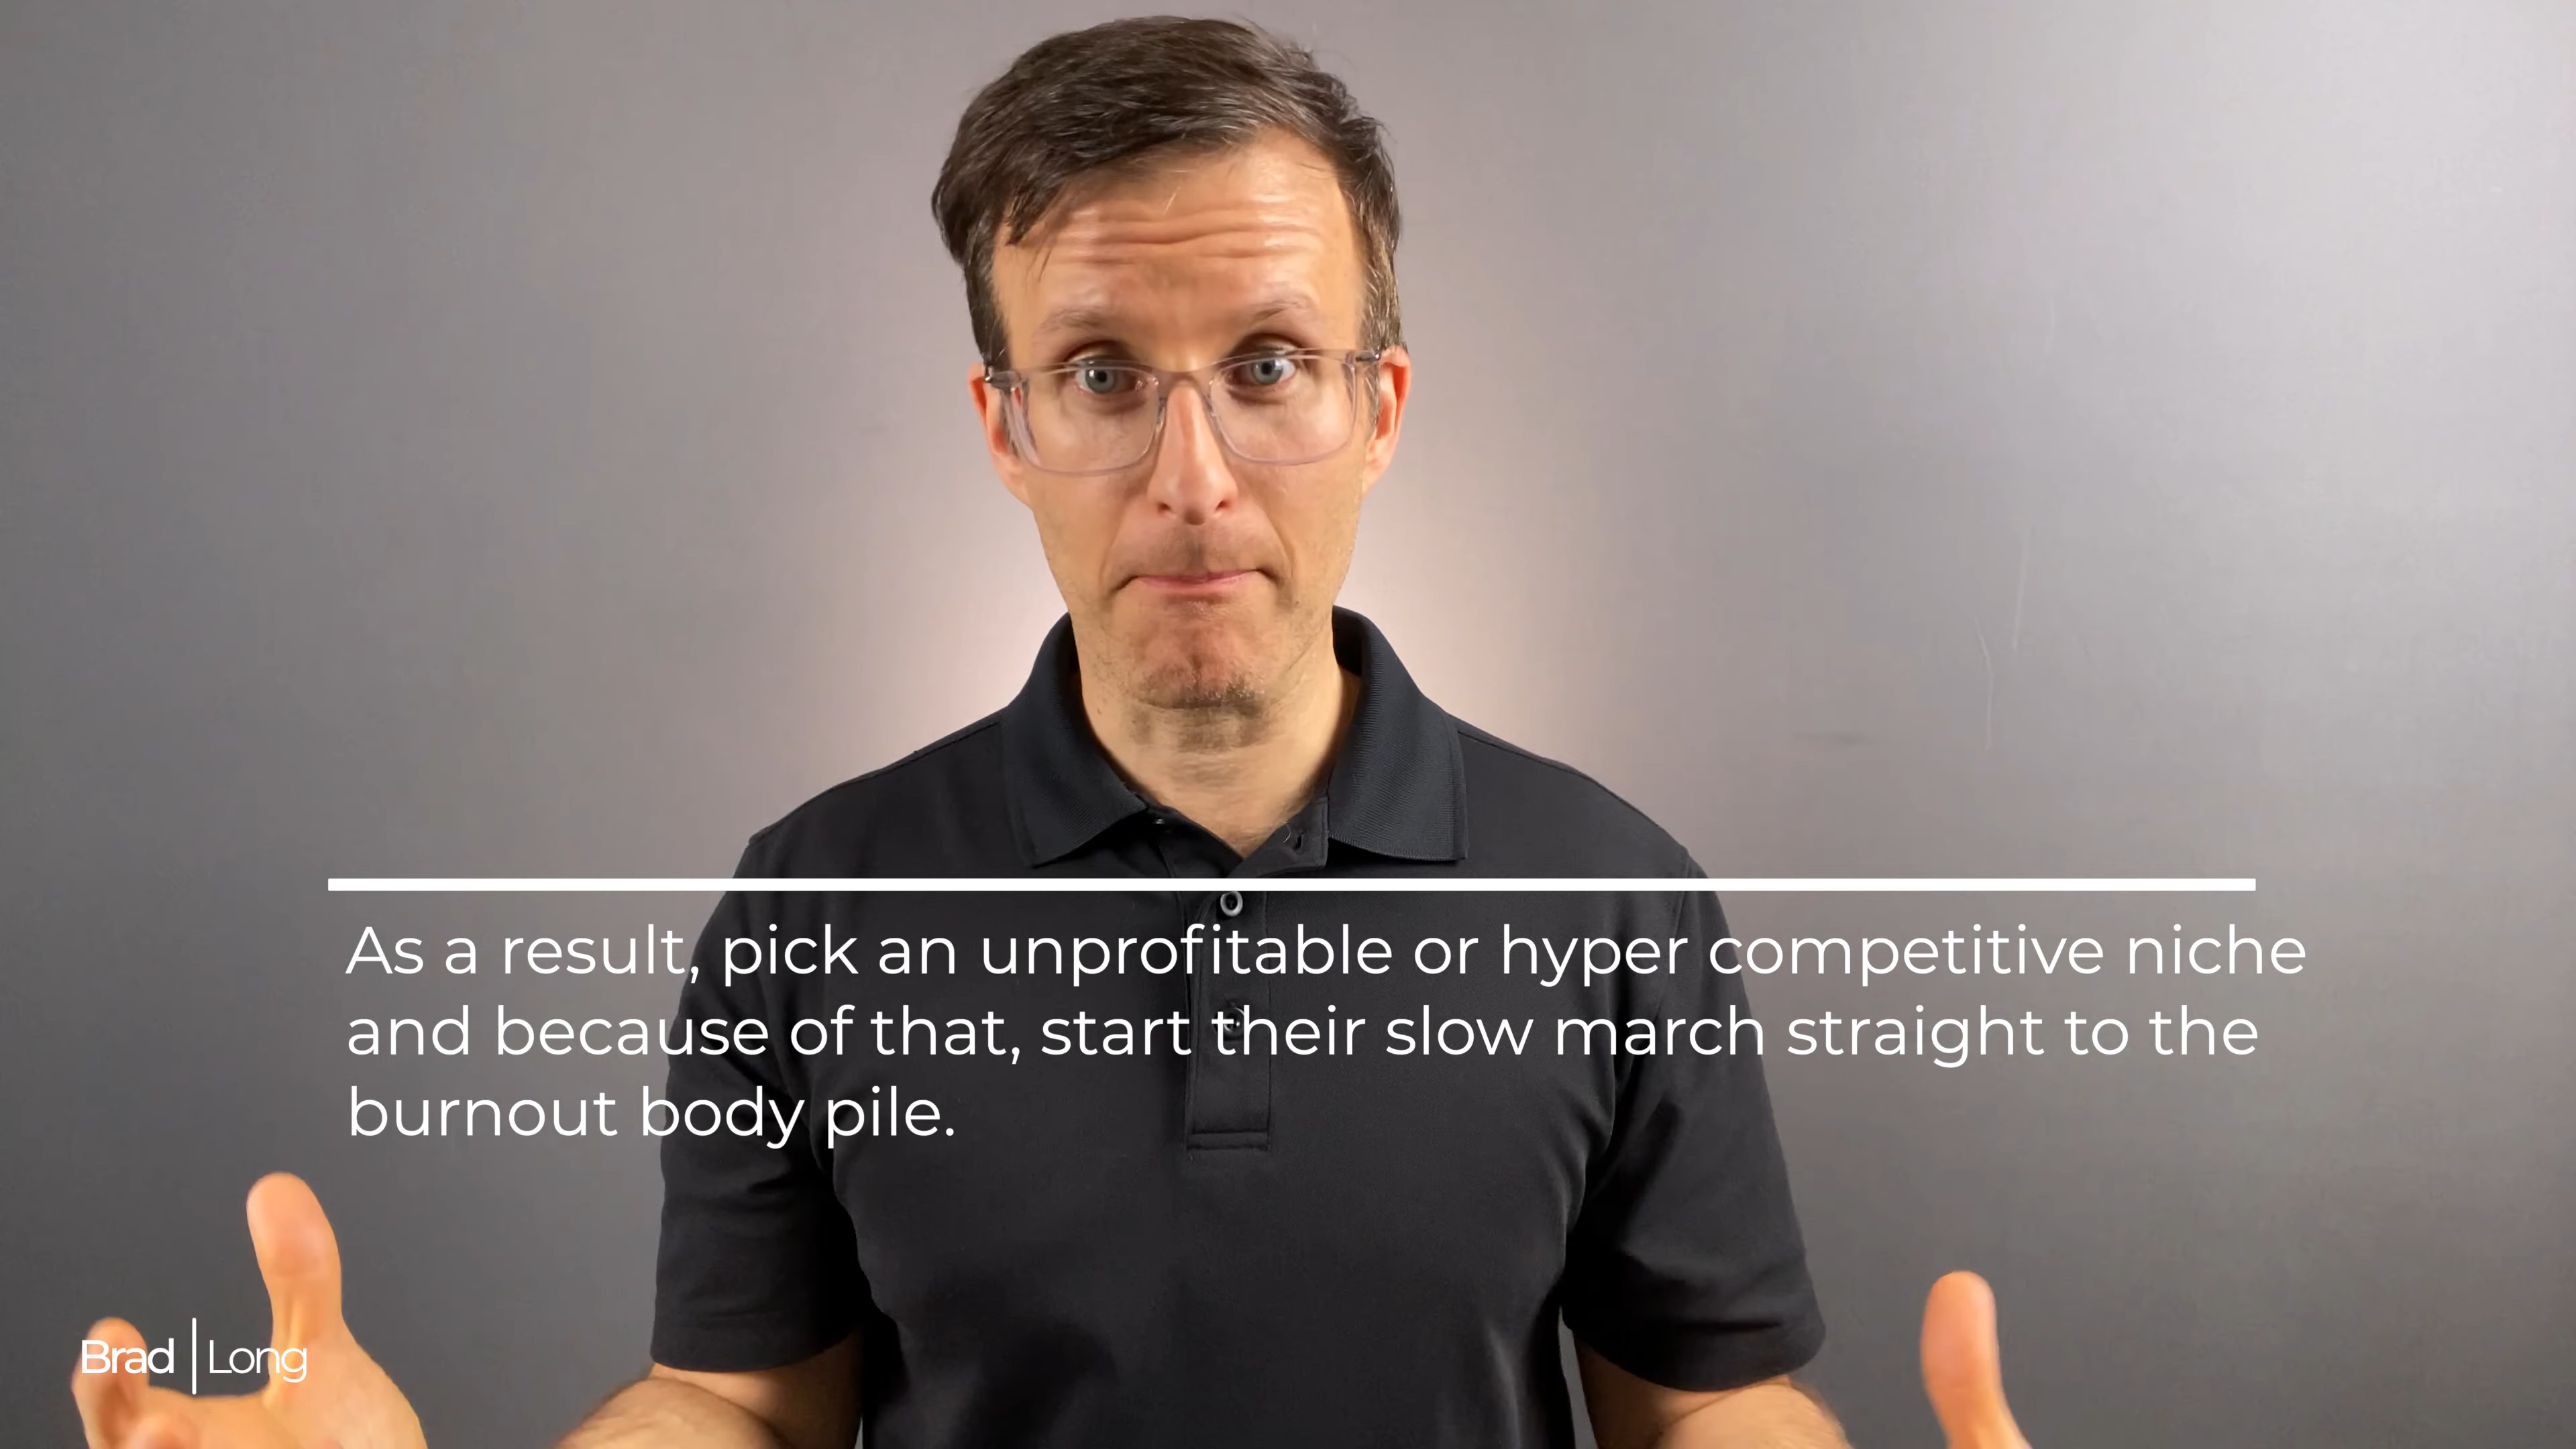 As a result, pick an unprofitable or hyper competitive niche
and because of that, start their slow march straight to the
burnout body pile.
Brad | Long